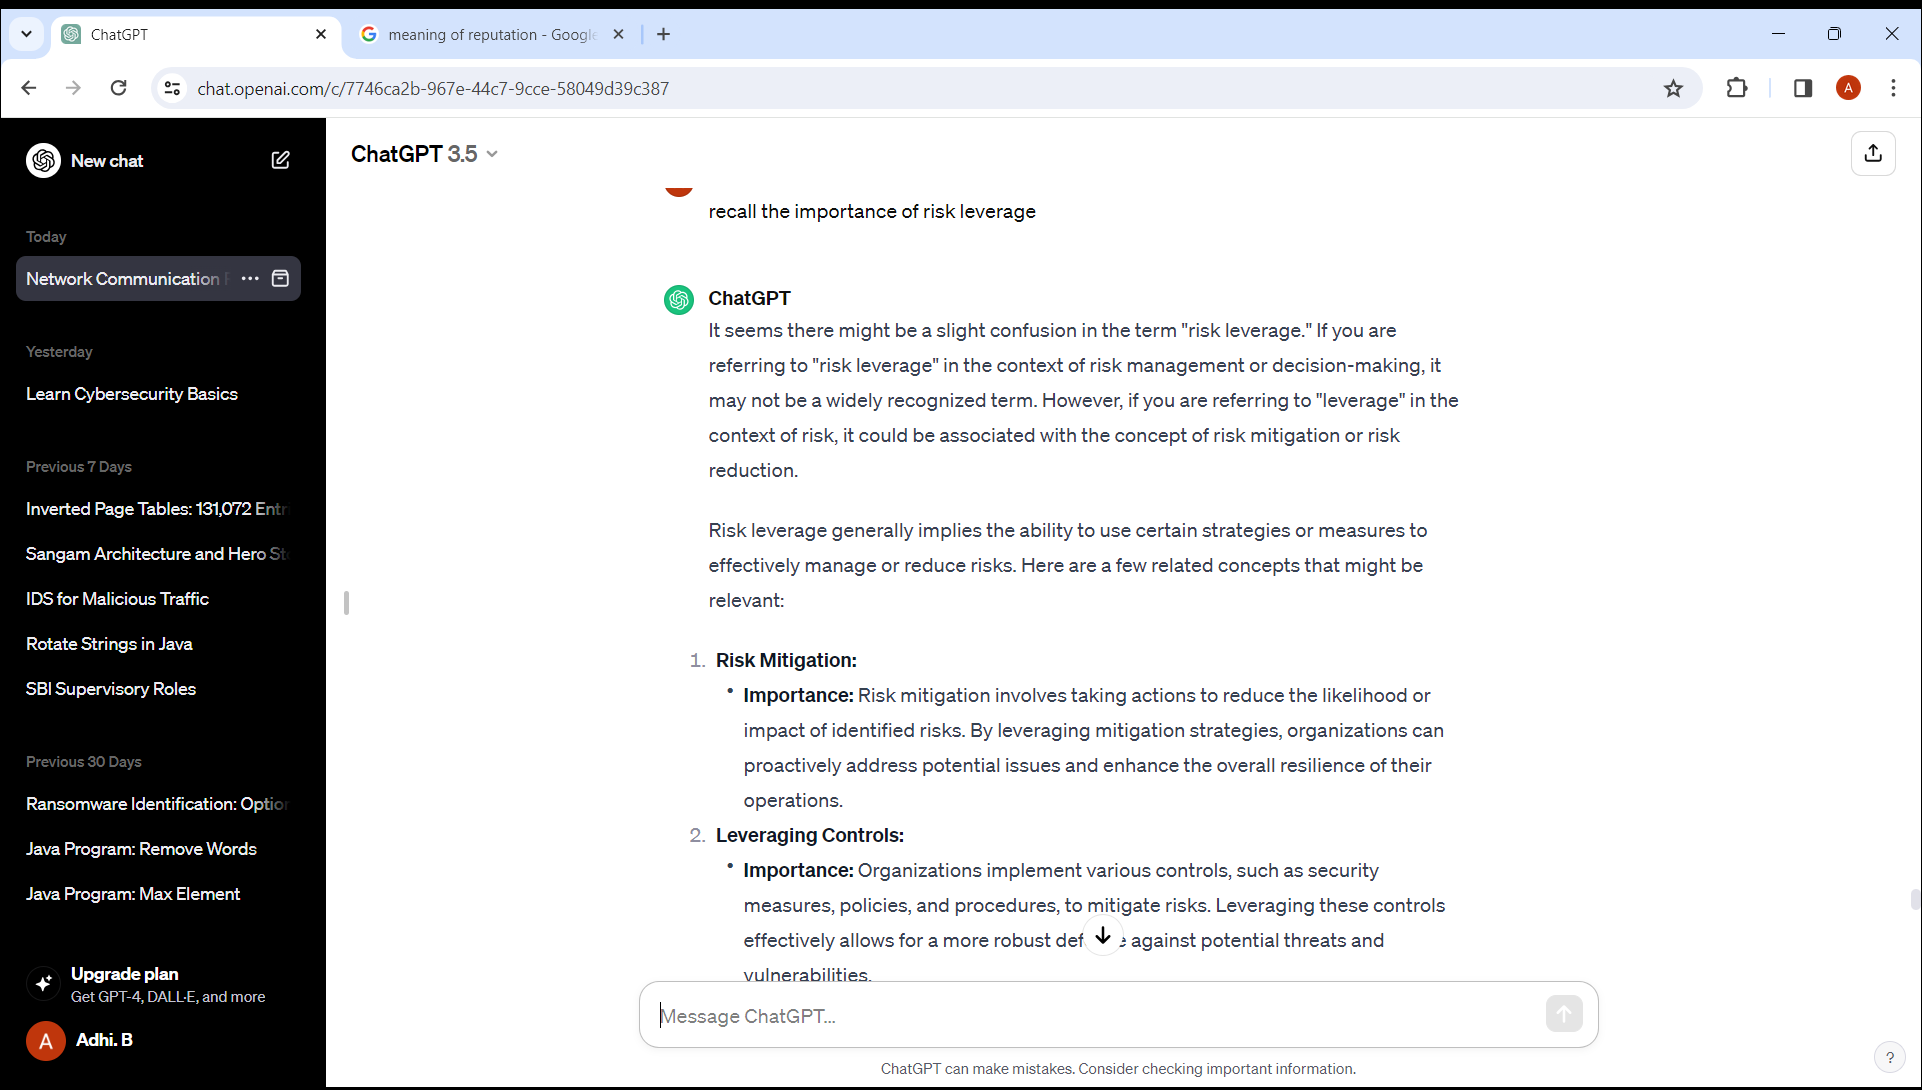 ChatGPT
meaning of reputation - Google
chat.openai.com/c/7746ca2b-967e-44c7-9cce-58049d39c387
A
New chat
Today
Network Communication
Yesterday
Learn Cybersecurity Basics
Previous 7 Days
Inverted Page Tables: 131,072 Entr
Sangam Architecture and Hero St
IDS for Malicious Traffic
Rotate Strings in Java
SBI Supervisory Roles
Previous 30 Days
Ransomware Identification: Option
Java Program: Remove Words
Java Program: Max Element
Upgrade plan
Get GPT-4, DALL·E, and more
A
Adhi. B
ChatGPT 3.5
recall the importance of risk leverage
ChatGPT
It seems there might be a slight confusion in the term "risk leverage." If you are
referring to "risk leverage" in the context of risk management or decision-making, it
may not be a widely recognized term. However, if you are referring to "leverage" in the
context of risk, it could be associated with the concept of risk mitigation or risk
reduction.
Risk leverage generally implies the ability to use certain strategies or measures to
effectively manage or reduce risks. Here are a few related concepts that might be
relevant:
1. Risk Mitigation:
• Importance: Risk mitigation involves taking actions to reduce the likelihood or
impact of identified risks. By leveraging mitigation strategies, organizations can
proactively address potential issues and enhance the overall resilience of their
operations.
2. Leveraging Controls:
• Importance: Organizations implement various controls, such as security
measures, policies, and procedures, to mitigate risks. Leveraging these controls
effectively allows for a more robust against potential threats and
vulnerabilities.
Message ChatGPT...
ChatGPT can make mistakes. Consider checking important information.
?